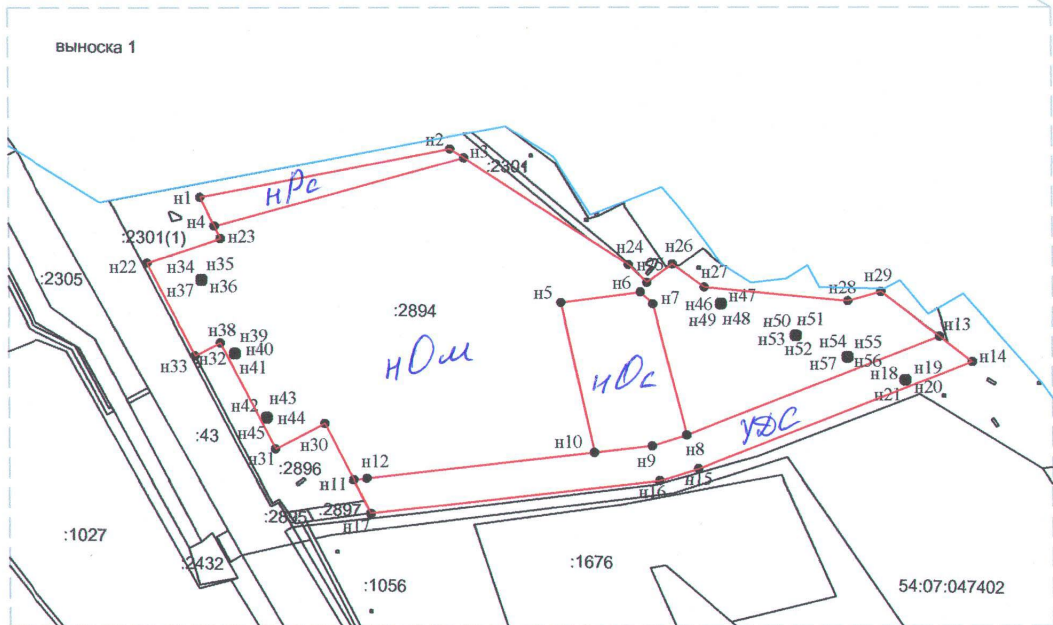 выноска 1
н2
н3
:2301
н1
нРс
н4
:2301(1)
н23
н22
н24
н26
н34 н35
н25
:2305
н37 н36
н6
н27
н29
н28
н5
н7
н46 н47
:2894
н49 н48
н50 н51
н13
н38
н39
н53 н52
н54 н55
нОм
н33 н32 н40
н57 н56
н14
н41
нОс
н18 н19
н21 н20
н42 н43
н44
УДС
:43
н45
н30
н8
н31
н10
н9
н15
:2896
н12
н11
н16
:2895 :2897
н17
:1027
:2432
:1676
:1056
54:07:047402